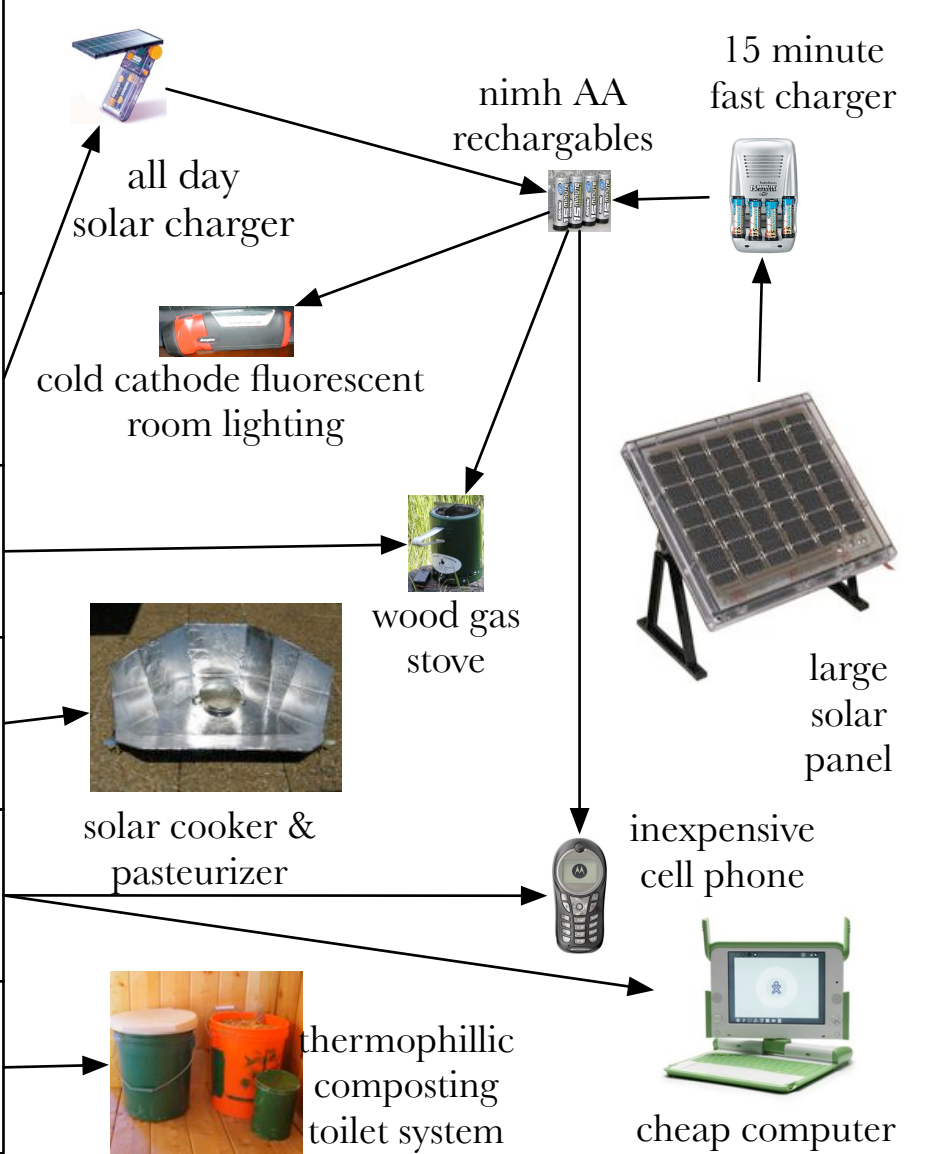 15 minute
fast charger
nimh AA
rechargables
all day
solar charger
cold cathode fluorescent
room lighting
wood gas
stove
large
solar
panel
solar cooker &
pasteurizer
inexpensive
cell phone
thermophillic
composting
toilet system
cheap computer